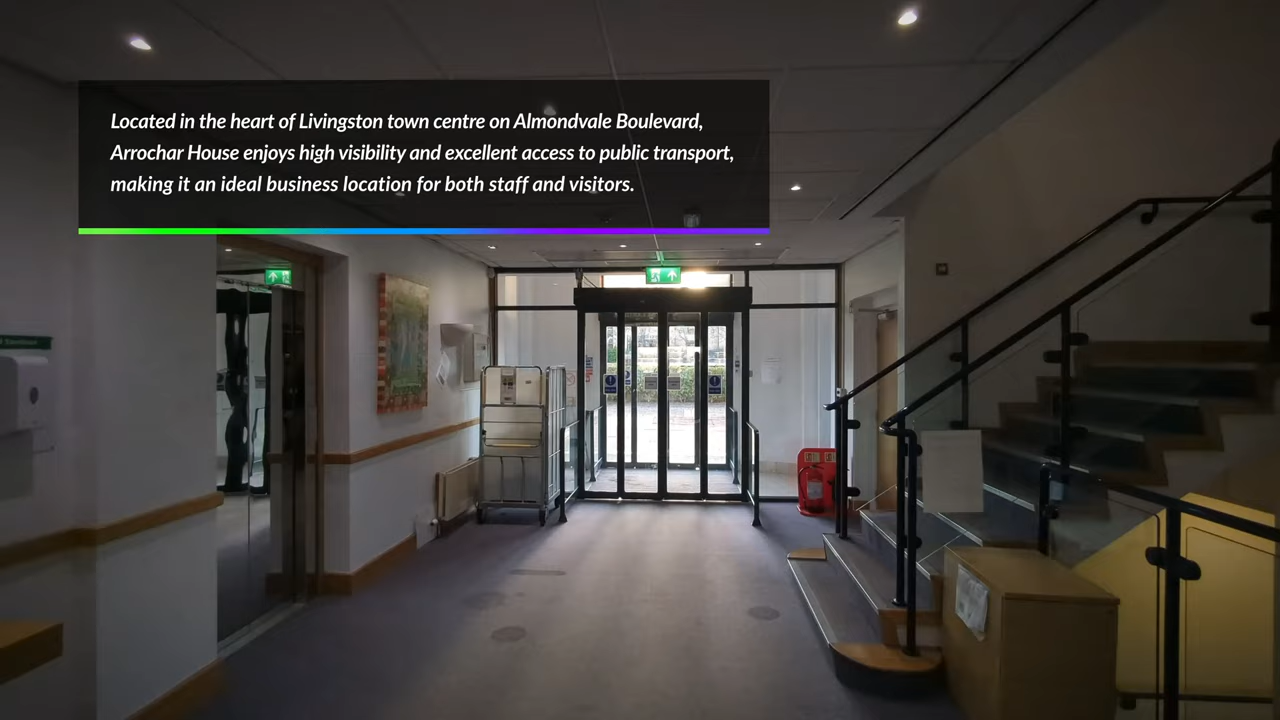 Located in the heart of Livingston town centre on Almondvale Boulevard,
Arrochar House enjoys high visibility and excellent access to public transport,
making it an ideal business location for both staff and visitors.